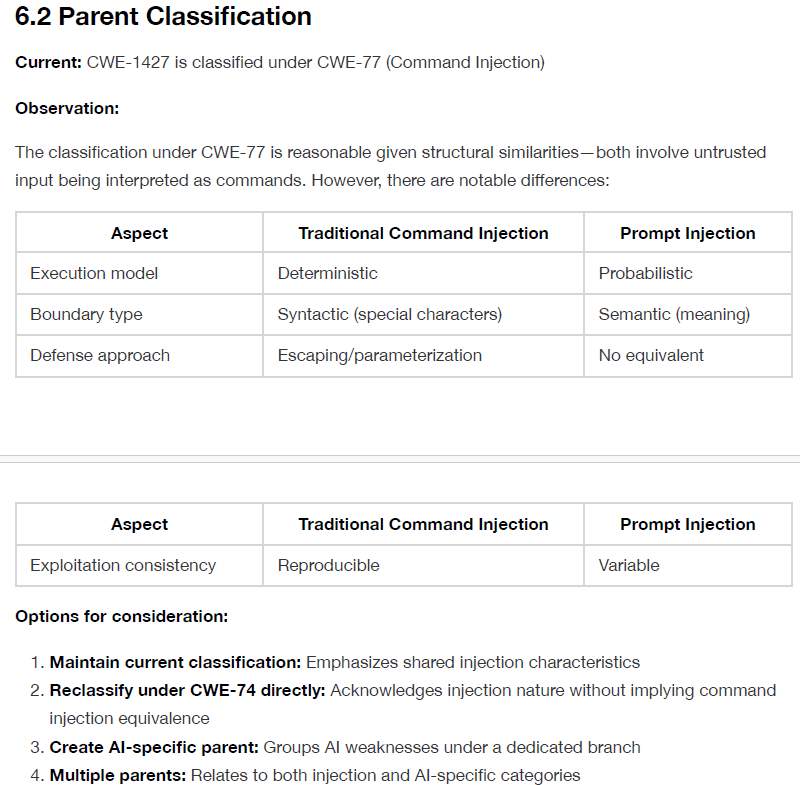 6.2 Parent Classification
Current: CWE-1427 is classified under CWE-77 (Command Injection)
Observation:
The classification under CWE-77 is reasonable given structural similarities—both involve untrusted
input being interpreted as commands. However, there are notable differences:
Aspect Traditional Command Injection Prompt Injection
Execution model Deterministic Probabilistic
Boundary type Syntactic (special characters) Semantic (meaning)
Defense approach Escaping/parameterization No equivalent
Aspect Traditional Command Injection Prompt Injection
Exploitation consistency Reproducible Variable
Options for consideration:
1. Maintain current classification: Emphasizes shared injection characteristics
2. Reclassify under CWE-74 directly: Acknowledges injection nature without implying command
injection equivalence
3. Create AI-specific parent: Groups AI weaknesses under a dedicated branch
4. Multiple parents: Relates to both injection and AI-specific categories